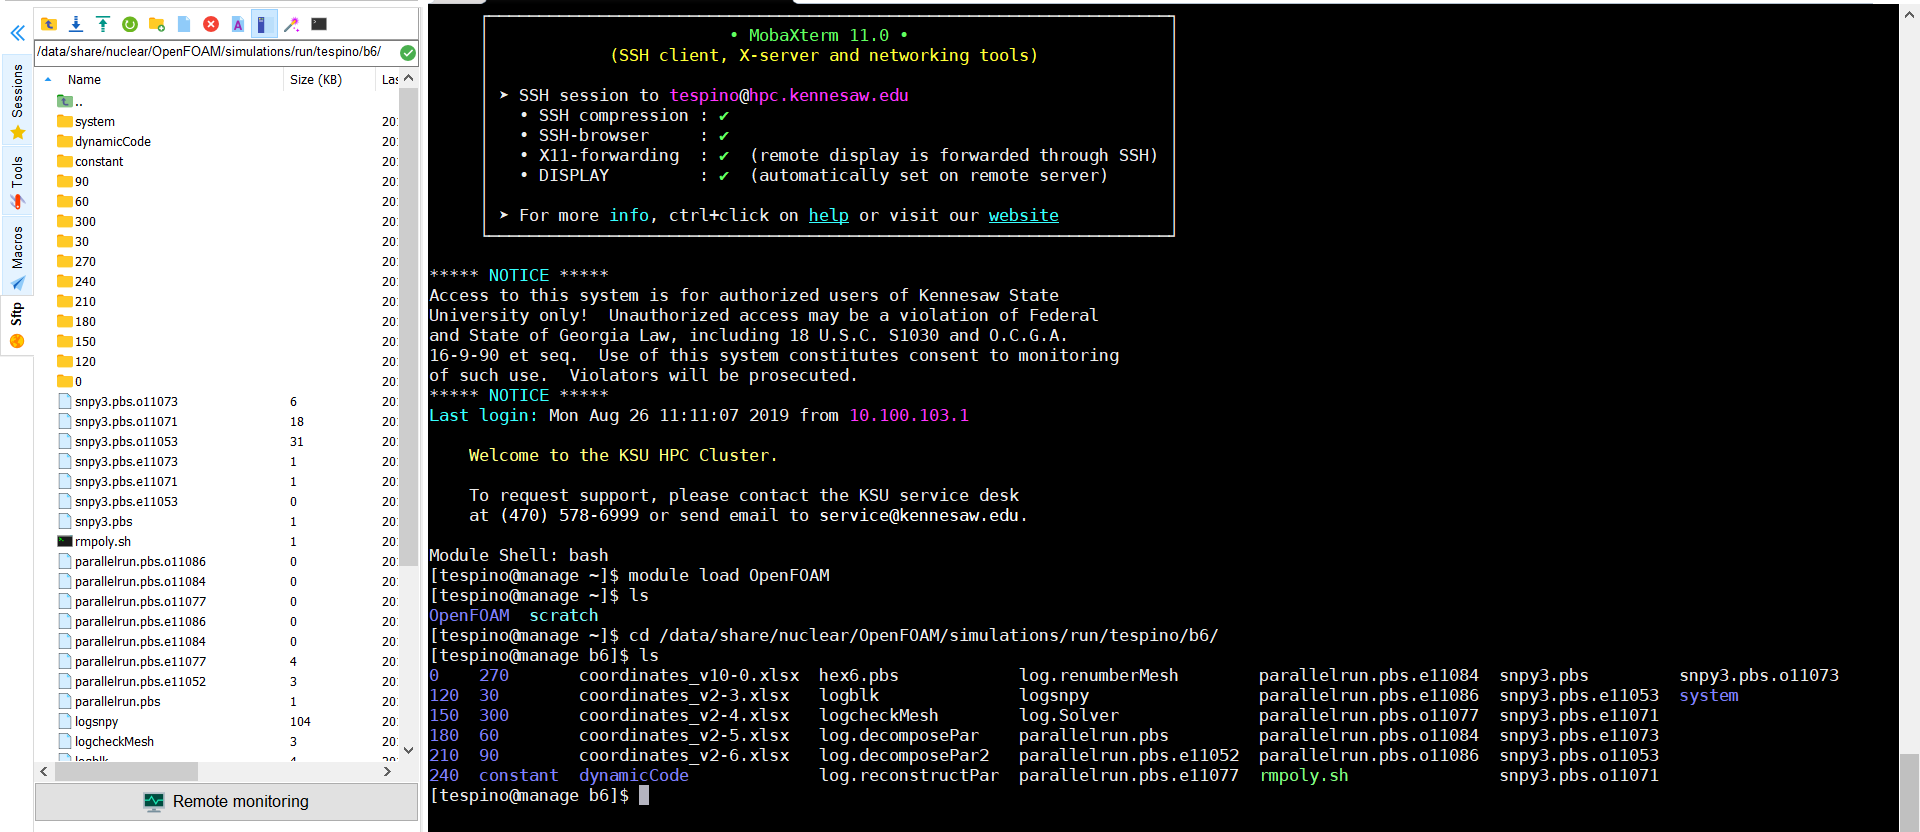 /data/share/nuclear/OpenFOAM/simulations/run/tespino/b6/
Name Size (KB) Las
..
system 20
dynamicCode 20
constant 20
90 20
60 20
300 20
30 20
270 20
240 20
210 20
180 20
150 20
120 20
0 20
snpy3.pbs.o11073 6 20
snpy3.pbs.o11071 18 20
snpy3.pbs.o11053 31 20
snpy3.pbs.e11073 1 20
snpy3.pbs.e11071 1 20
snpy3.pbs.e11053 0 20
snpy3.pbs 1 20
rmpoly.sh 1 20
parallelrun.pbs.o11086 0 20
parallelrun.pbs.o11084 0 20
parallelrun.pbs.o11077 0 20
parallelrun.pbs.e11086 0 20
parallelrun.pbs.e11084 0 20
parallelrun.pbs.e11077 4 20
parallelrun.pbs.e11052 3 20
parallelrun.pbs 1 20
logsnpy 104 20
logcheckMesh 3 20
Remote monitoring
Sessions
Tools
Macros
Sftp
• MobaXterm 11.0 •
(SSH client, X-server and networking tools)
➤ SSH session to tespino@hpc.kennesaw.edu
• SSH compression : ✔
• SSH-browser : ✔
• X11-forwarding : ✔ (remote display is forwarded through SSH)
• DISPLAY : ✔ (automatically set on remote server)
➤ For more info, ctrl+click on help or visit our website
***** NOTICE *****
Access to this system is for authorized users of Kennesaw State
University only! Unauthorized access may be a violation of Federal
and State of Georgia Law, including 18 U.S.C. S1030 and O.C.G.A.
16-9-90 et seq. Use of this system constitutes consent to monitoring
of such use. Violators will be prosecuted.
***** NOTICE *****
Last login: Mon Aug 26 11:11:07 2019 from 10.100.103.1
Welcome to the KSU HPC Cluster.
To request support, please contact the KSU service desk
at (470) 578-6999 or send email to service@kennesaw.edu.
Module Shell: bash
[tespino@manage ~]$ module load OpenFOAM
[tespino@manage ~]$ ls
OpenFOAM scratch
[tespino@manage ~]$ cd /data/share/nuclear/OpenFOAM/simulations/run/tespino/b6/
[tespino@manage b6]$ ls
0 270 coordinates_v10-0.xlsx hex6.pbs log.renumberMesh parallelrun.pbs.e11084 snpy3.pbs snpy3.pbs.o11073
120 30 coordinates_v2-3.xlsx logblk logsnpy parallelrun.pbs.e11086 snpy3.pbs.e11053 system
150 300 coordinates_v2-4.xlsx logcheckMesh log.Solver parallelrun.pbs.o11077 snpy3.pbs.e11071
180 60 coordinates_v2-5.xlsx log.decomposePar parallelrun.pbs parallelrun.pbs.o11084 snpy3.pbs.e11073
210 90 coordinates_v2-6.xlsx log.decomposePar2 parallelrun.pbs.e11052 parallelrun.pbs.o11086 snpy3.pbs.o11053
240 constant dynamicCode log.reconstructPar parallelrun.pbs.e11077 rmpoly.sh snpy3.pbs.o11071
[tespino@manage b6]$